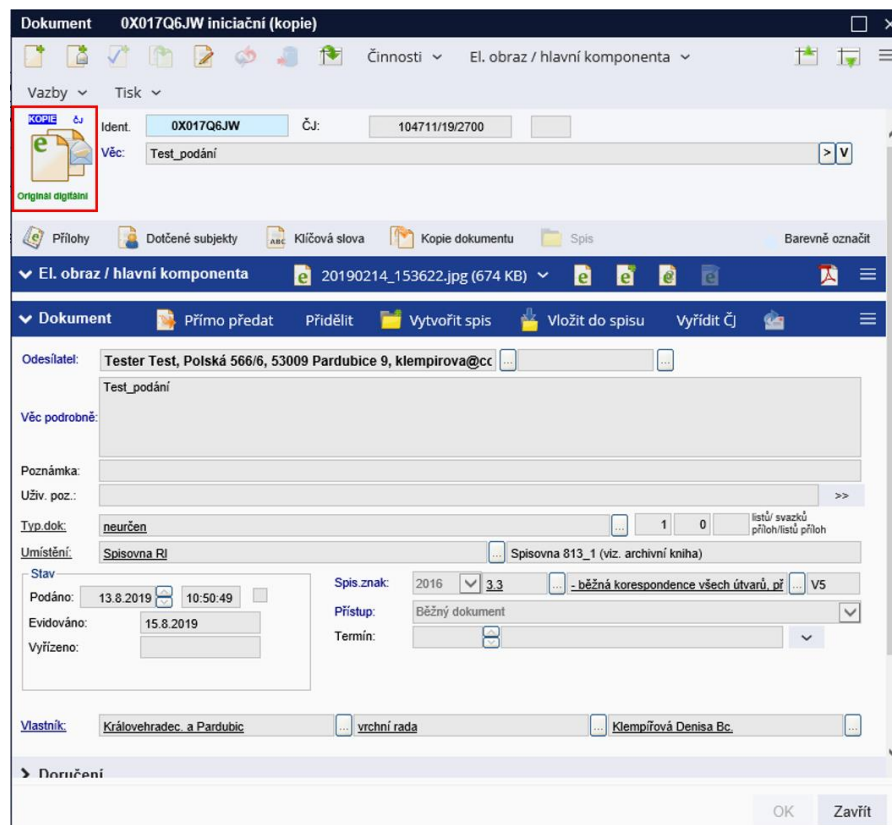 Dokument 0X017Q6JW iniciační (kopie)
Činnosti El. obraz / hlavní komponenta
Vazby Tisk
KOPIE ČJ
Ident. 0X017Q6JW ČJ: 104711/19/2700
Věc: Test_podání > V
Originál digitální
Přílohy Dotčené subjekty ABC Klíčová slova Kopie dokumentu Spis Barevně označit
El. obraz / hlavní komponenta 20190214_153622.jpg (674 KB)
Dokument Přímo předat Přidělit Vytvořit spis Vložit do spisu Vyřídit ČJ
Odesílatel: Tester Test, Polská 566/6, 53009 Pardubice 9, klempirova@cc ... ...
Věc podrobně: Test_podání
Poznámka:
Uživ. poz.: >>
Typ.dok: neurčen ... 1 0 listů/ svazků
příloh/listů příloh
Umístění: Spisovna RI ... Spisovna 813_1 (viz. archivní kniha)
Stav
Podáno: 13.8.2019 10:50:49
Evidováno: 15.8.2019
Vyřízeno:
Spis.znak: 2016 3.3 ... - běžná korespondence všech útvarů, př ... V5
Přístup: Běžný dokument
Termín:
Vlastník: Královehradec. a Pardubic ... vrchní rada ... Klempířová Denisa Bc. ...
Doručení
OK Zavřít